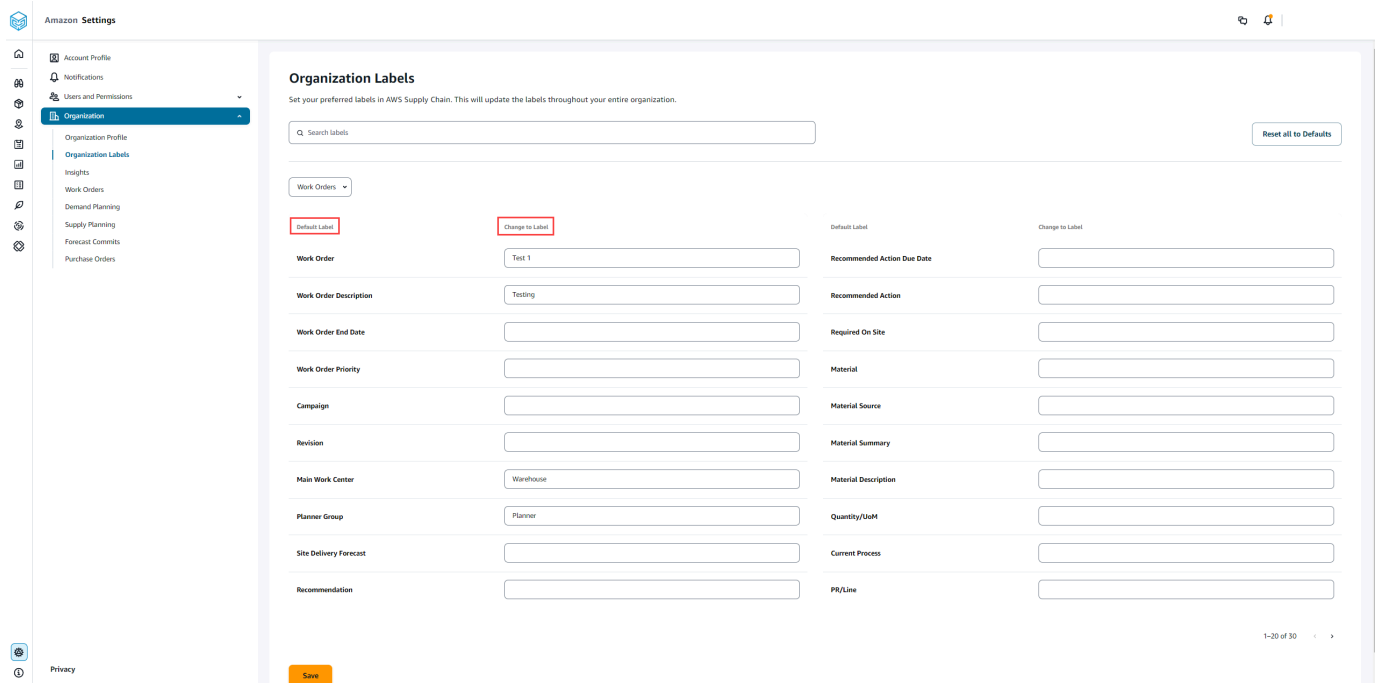 Amazon Settings
Account Profile
Notifications
Users and Permissions
Organization
Organization Profile
Organization Labels
Insights
Work Orders
Demand Planning
Supply Planning
Forecast Commits
Purchase Orders
Privacy
Organization Labels
Set your preferred labels in AWS Supply Chain. This will update the labels throughout your entire organization.
Search labels
Reset all to Defaults
Work Orders
Default Label Change to Label Default Label Change to Label
Work Order Test 1 Recommended Action Due Date
Work Order Description Testing Recommended Action
Work Order End Date Required On Site
Work Order Priority Material
Campaign Material Source
Revision Material Summary
Main Work Center Warehouse Material Description
Planner Group Planner Quantity/UoM
Site Delivery Forecast Current Process
Recommendation PR/Line
1–20 of 30
Save